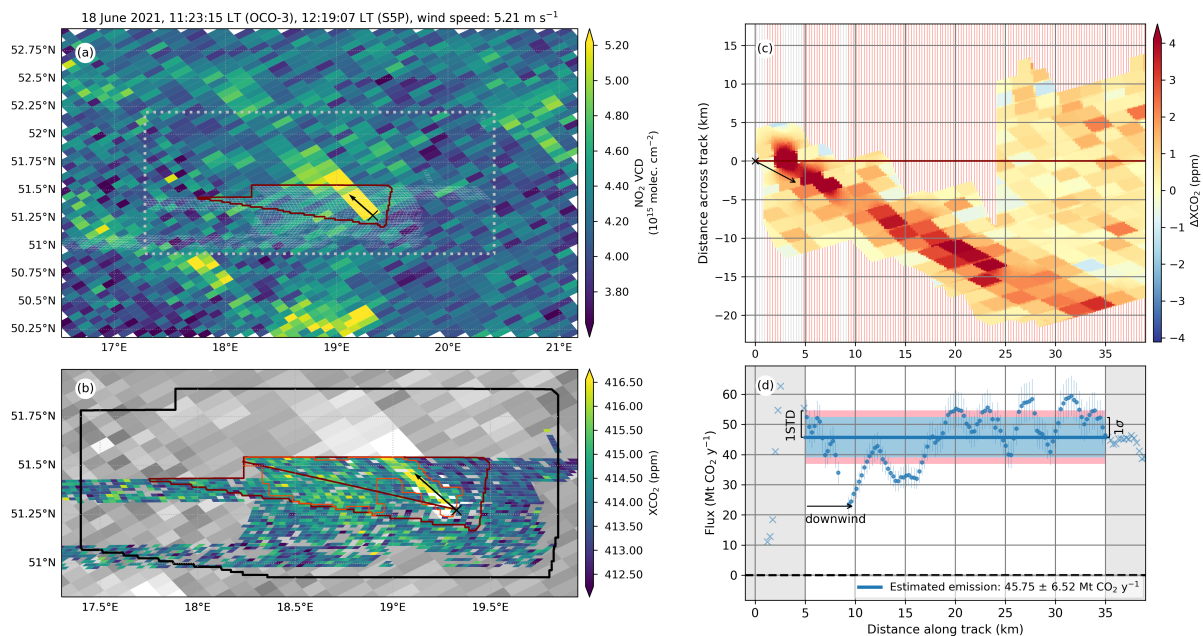 18 June 2021, 11:23:15 LT (OCO-3), 12:19:07 LT (S5P), wind speed: 5.21 m s⁻¹
(a)
52.75°N
52.5°N
52.25°N
52°N
51.75°N
51.5°N
51.25°N
51°N
50.75°N
50.5°N
50.25°N
17°E
18°E
19°E
20°E
21°E
5.20
5.00
4.80
4.60
4.40
4.20
4.00
3.80
NO₂ VCD
(10¹⁵ molec. cm⁻²)
(b)
51.75°N
51.5°N
51.25°N
51°N
17.5°E
18°E
18.5°E
19°E
19.5°E
416.50
416.00
415.50
415.00
414.50
414.00
413.50
413.00
412.50
XCO₂ (ppm)
(c)
15
10
5
0
−5
−10
−15
−20
Distance across track (km)
0
5
10
15
20
25
30
35
4
3
2
1
0
−1
−2
−3
−4
ΔXCO₂ (ppm)
(d)
60
50
40
30
20
10
0
Flux (Mt CO₂ y⁻¹)
1STD
1σ
downwind
Estimated emission: 45.75 ± 6.52 Mt CO₂ y⁻¹
0
5
10
15
20
25
30
35
Distance along track (km)